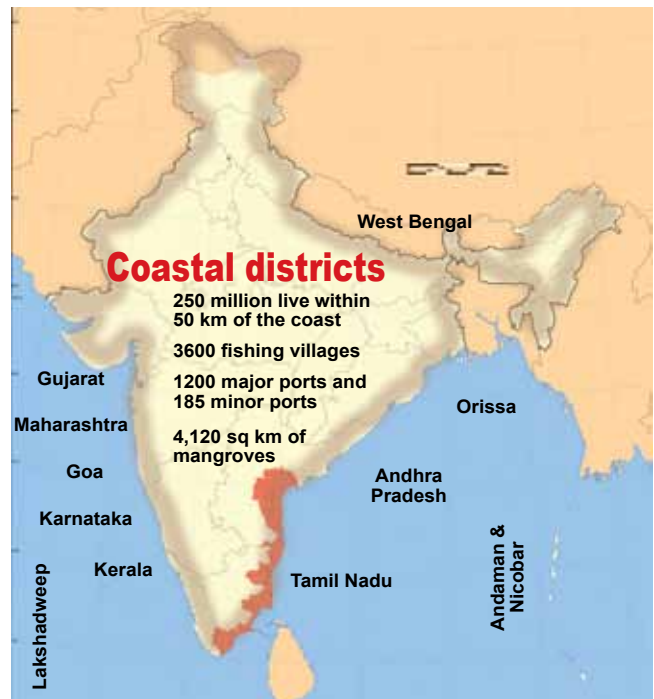 West Bengal
Coastal districts
250 million live within
50 km of the coast
3600 fishing villages
1200 major ports and
185 minor ports
4,120 sq km of
mangroves
Gujarat
Maharashtra
Goa
Karnataka
Kerala
Lakshadweep
Orissa
Andhra
Pradesh
Tamil Nadu
Andaman &
Nicobar